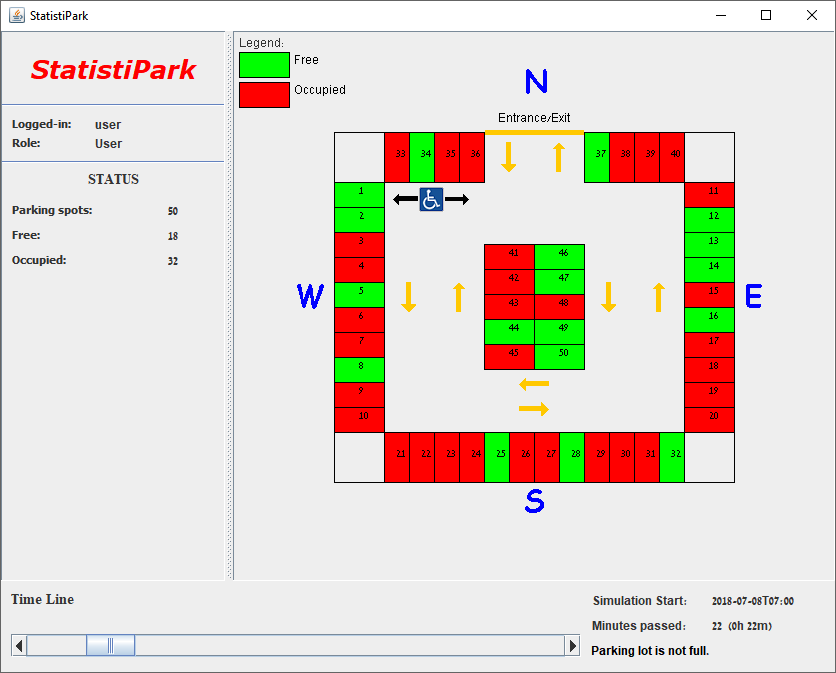 StatistiPark
StatistiPark
Logged-in: user
Role: User
STATUS
Parking spots: 50
Free: 18
Occupied: 32
Legend:
Free
Occupied
N
Entrance/Exit
33 34 35 36 37 38 39 40
1 11
2 12
3 41 46 13
4 42 47 14
W 5 43 48 15 E
6 44 49 16
7 45 50 17
8 18
9 19
10 20
21 22 23 24 25 26 27 28 29 30 31 32
S
Time Line
Simulation Start: 2018-07-08T07:00
Minutes passed: 22 (0h 22m)
Parking lot is not full.